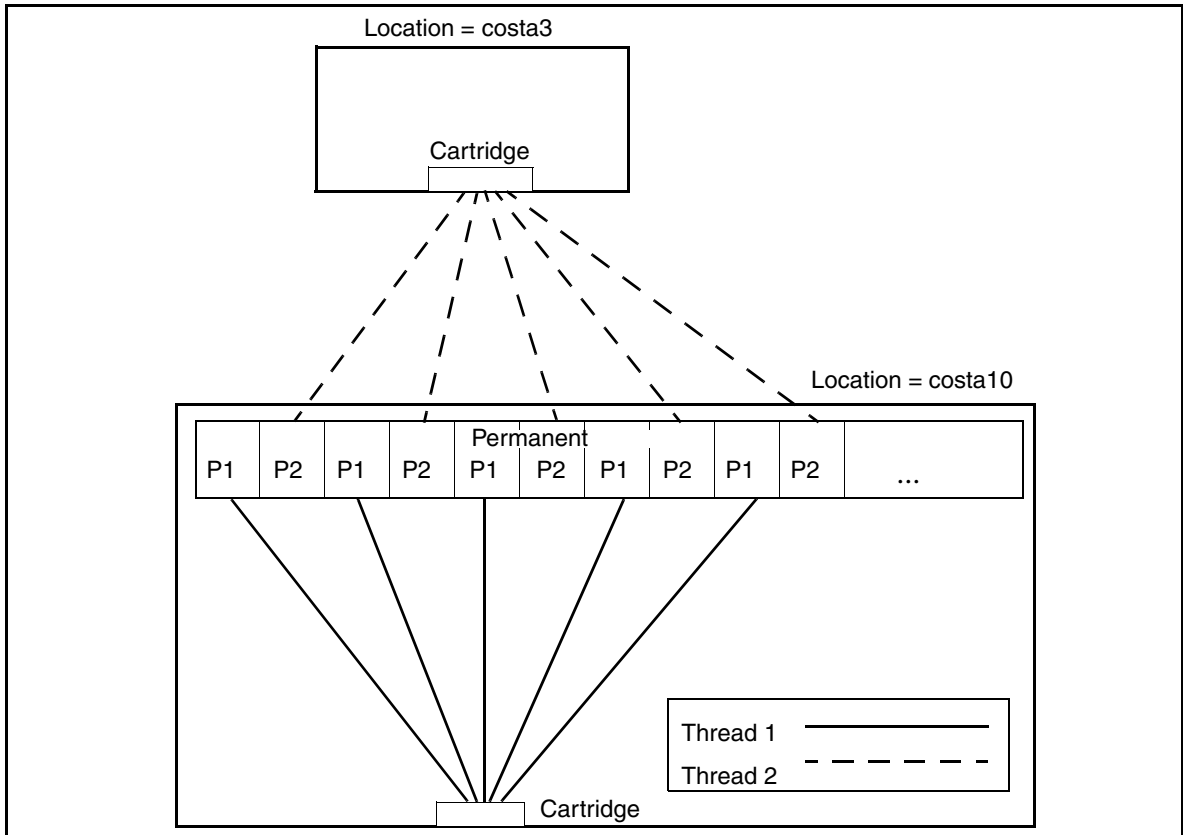 Location = costa3
Cartridge
Location = costa10
Permanent
P1 P2 P1 P2 P1 P2 P1 P2 P1 P2 ...
Thread 1
Thread 2
Cartridge